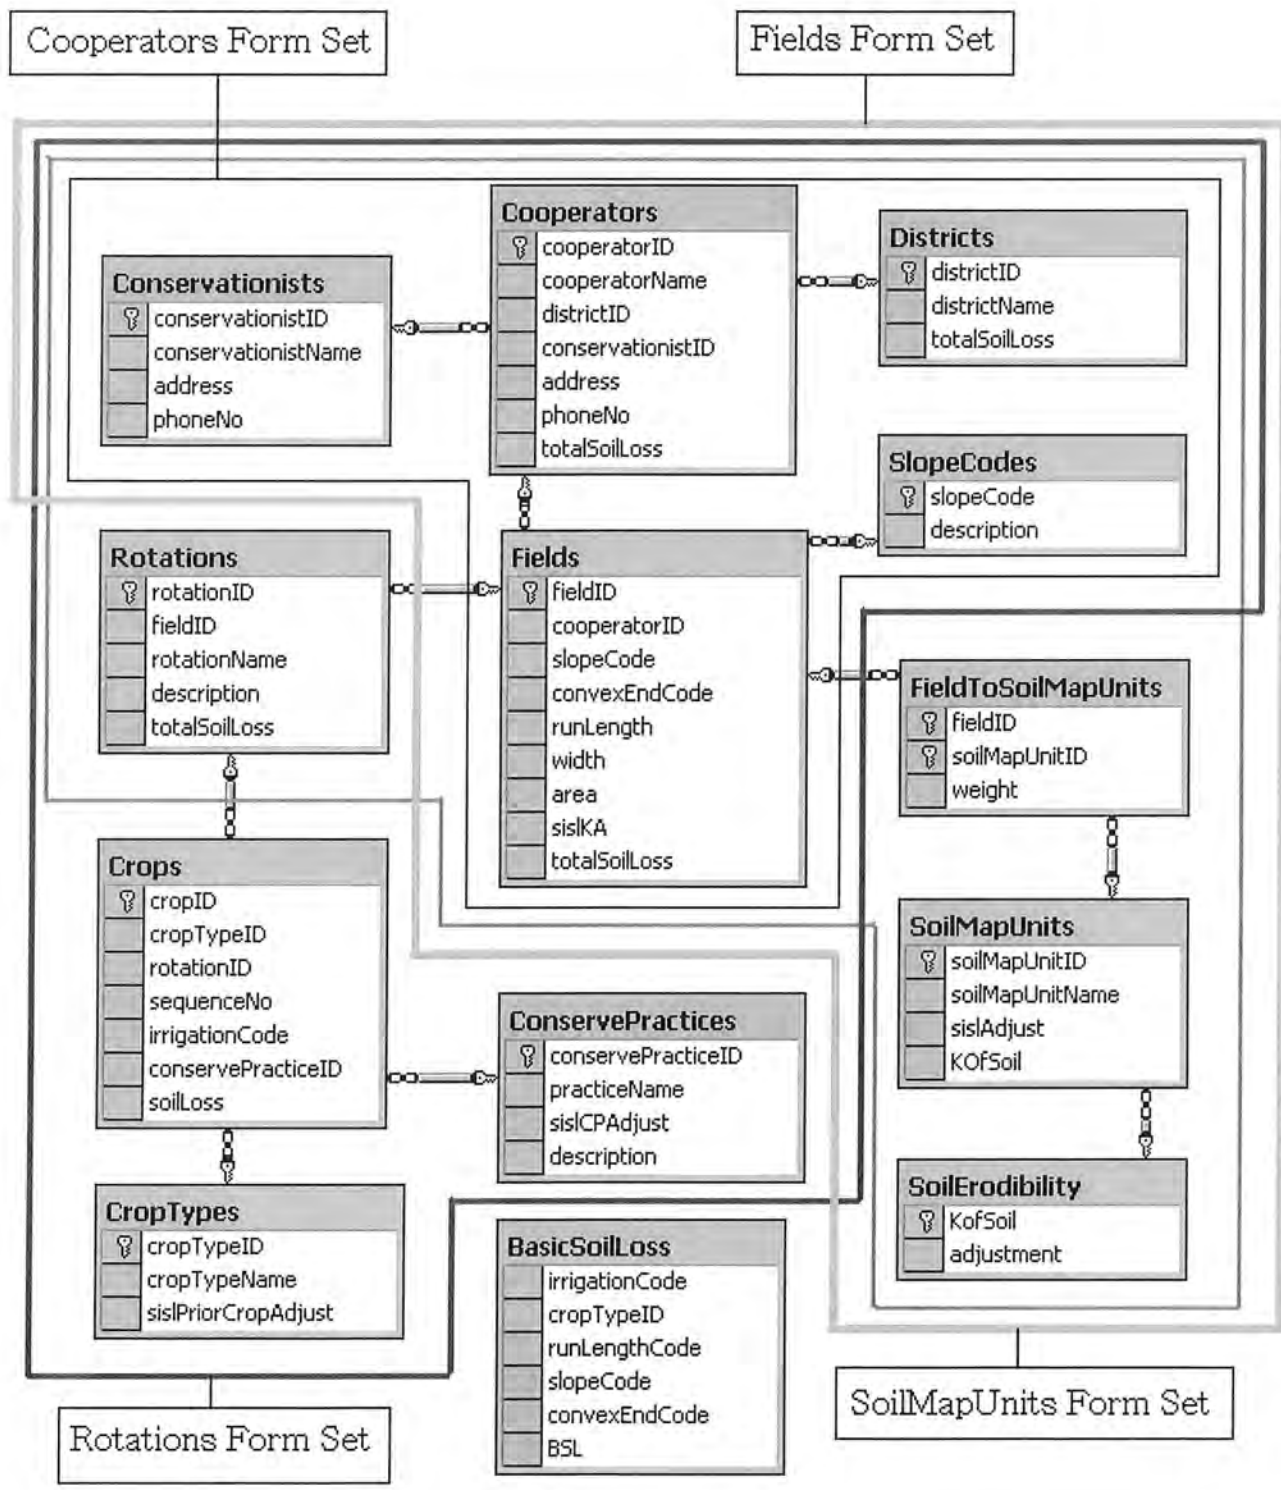 Cooperators Form Set
Fields Form Set
Cooperators
cooperatorID
cooperatorName
districtID
conservationistID
address
phoneNo
totalSoilLoss
Districts
districtID
districtName
totalSoilLoss
Conservationists
conservationistID
conservationistName
address
phoneNo
SlopeCodes
slopeCode
description
Rotations
rotationID
fieldID
rotationName
description
totalSoilLoss
Fields
fieldID
cooperatorID
slopeCode
convexEndCode
runLength
width
area
sislKA
totalSoilLoss
FieldToSoilMapUnits
fieldID
soilMapUnitID
weight
Crops
cropID
cropTypeID
rotationID
sequenceNo
irrigationCode
conservePracticeID
soilLoss
SoilMapUnits
soilMapUnitID
soilMapUnitName
sislAdjust
KOfSoil
ConservePractices
conservePracticeID
practiceName
sislCPAdjust
description
SoilErodibility
KofSoil
adjustment
CropTypes
cropTypeID
cropTypeName
sislPriorCropAdjust
BasicSoilLoss
irrigationCode
cropTypeID
runLengthCode
slopeCode
convexEndCode
BSL
Rotations Form Set
SoilMapUnits Form Set